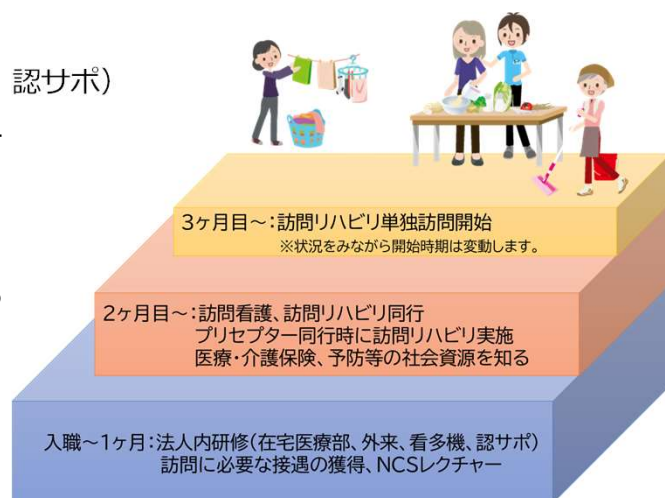 認サポ)
3ヶ月目~:訪問リハビリ単独訪問開始
※状況をみながら開始時期は変動します。
2ヶ月目~:訪問看護、訪問リハビリ同行
プリセプター同行時に訪問リハビリ実施
医療・介護保険、予防等の社会資源を知る
入職~1ヶ月:法人内研修(在宅医療部、外来、看多機、認サポ)
訪問に必要な接遇の獲得、NCSレクチャー